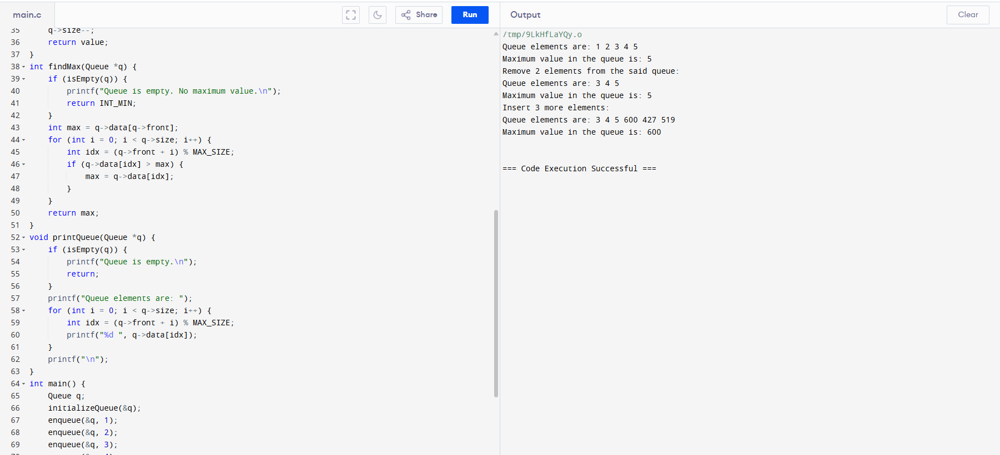 main.c
Share
Run
Output
Clear
35 q->size--;
36 return value;
37 }
38 int findMax(Queue *q) {
39 if (isEmpty(q)) {
40 printf("Queue is empty. No maximum value.\n");
41 return INT_MIN;
42 }
43 int max = q->data[q->front];
44 for (int i = 0; i < q->size; i++) {
45 int idx = (q->front + i) % MAX_SIZE;
46 if (q->data[idx] > max) {
47 max = q->data[idx];
48 }
49 }
50 return max;
51 }
52 void printQueue(Queue *q) {
53 if (isEmpty(q)) {
54 printf("Queue is empty.\n");
55 return;
56 }
57 printf("Queue elements are: ");
58 for (int i = 0; i < q->size; i++) {
59 int idx = (q->front + i) % MAX_SIZE;
60 printf("%d ", q->data[idx]);
61 }
62 printf("\n");
63 }
64 int main() {
65 Queue q;
66 initializeQueue(&q);
67 enqueue(&q, 1);
68 enqueue(&q, 2);
69 enqueue(&q, 3);
/tmp/9LkHfLaYQy.o
Queue elements are: 1 2 3 4 5
Maximum value in the queue is: 5
Remove 2 elements from the said queue:
Queue elements are: 3 4 5
Maximum value in the queue is: 5
Insert 3 more elements:
Queue elements are: 3 4 5 600 427 519
Maximum value in the queue is: 600
=== Code Execution Successful ===